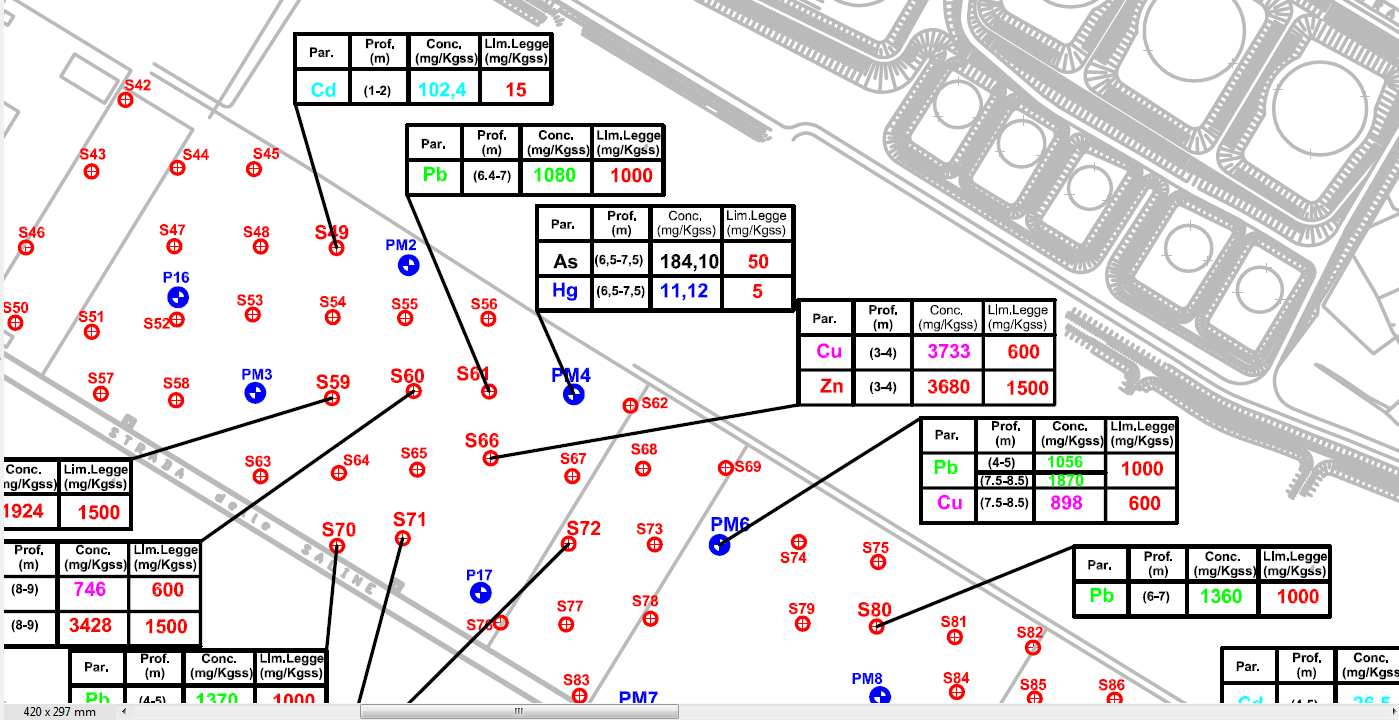 Par. Prof. (m) Conc. (mg/Kgss) LIm.Legge (mg/Kgss)
Cd (1-2) 102,4 15
S42
Par. Prof. (m) Conc. (mg/Kgss) LIm.Legge (mg/Kgss)
Pb (6.4-7) 1080 1000
S43 S44 S45
Par. Prof. (m) Conc. (mg/Kgss) Lim.Legge (mg/Kgss)
As (6,5-7,5) 184,10 50
Hg (6,5-7,5) 11,12 5
S46 S47 S48 S49 PM2
P16
S50 S51 S52 S53 S54 S55 S56
Par. Prof. (m) Conc. (mg/Kgss) LIm.Legge (mg/Kgss)
Cu (3-4) 3733 600
Zn (3-4) 3680 1500
S57 S58 PM3 S59 S60 S61 PM4 S62
STRADA delle SALINE
S63 S64 S65 S66 S67 S68 S69
Par. Prof. (m) Conc. (mg/Kgss) LIm.Legge (mg/Kgss)
Pb (4-5) 1056 1000
(7.5-8.5) 1870
Cu (7.5-8.5) 898 600
Conc. (mg/Kgss) Lim.Legge (mg/Kgss)
1924 1500
S70 S71 S72 S73 PM6 S74 S75
Prof. (m) Conc. (mg/Kgss) LIm.Legge (mg/Kgss)
(8-9) 746 600
(8-9) 3428 1500
Par. Prof. (m) Conc. (mg/Kgss) LIm.Legge (mg/Kgss)
Pb (6-7) 1360 1000
P17
S76 S77 S78 S79 S80 S81 S82
Par. Prof. (m) Conc. (mg/Kgss) LIm.Legge (mg/Kgss)
Pb (4-5) 1370 1000
S83 PM7 PM8 S84 S85 S86
Par. Prof. (m) Conc. (mg/Kgss)
Cd (4-5) 26,5
420 x 297 mm